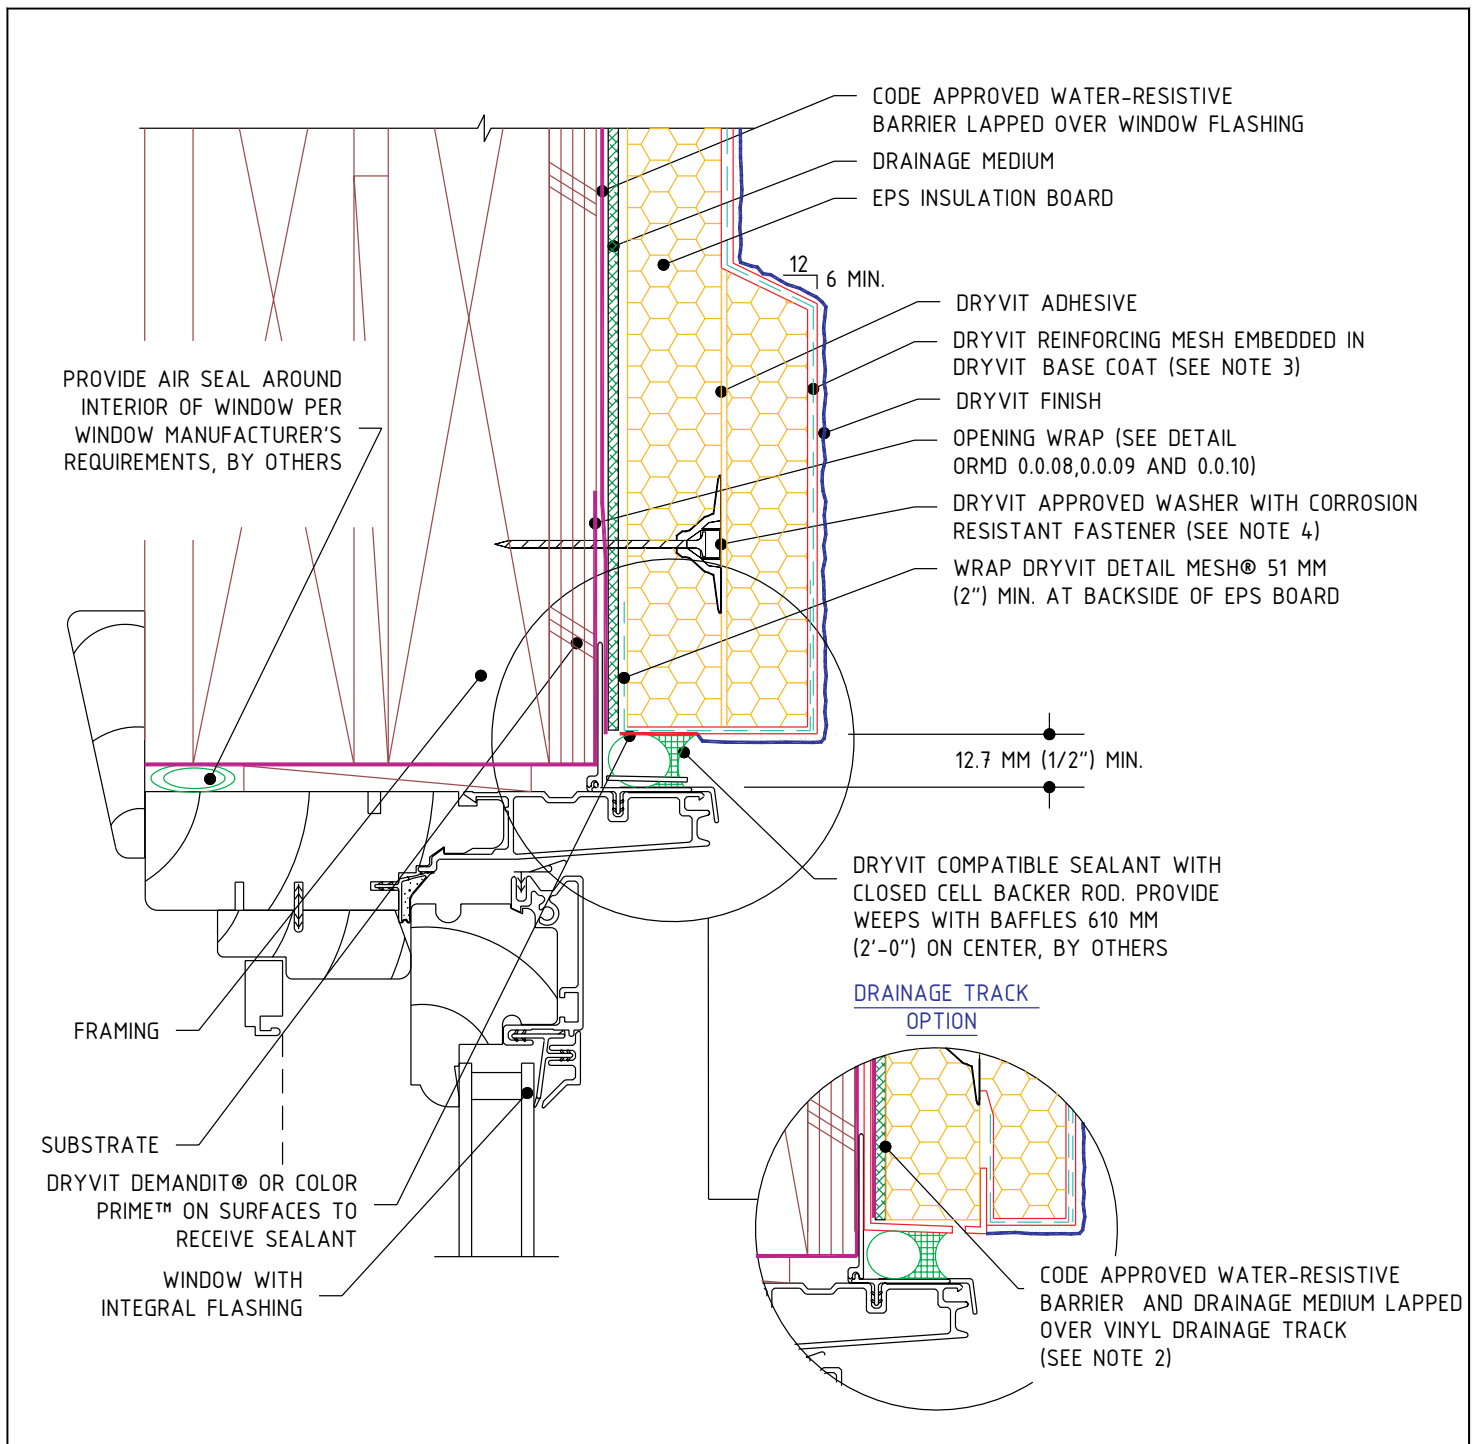 CODE APPROVED WATER-RESISTIVE
BARRIER LAPPED OVER WINDOW FLASHING
DRAINAGE MEDIUM
EPS INSULATION BOARD
12
6 MIN.
DRYVIT ADHESIVE
DRYVIT REINFORCING MESH EMBEDDED IN
DRYVIT BASE COAT (SEE NOTE 3)
DRYVIT FINISH
OPENING WRAP (SEE DETAIL
ORMD 0.0.08,0.0.09 AND 0.0.10)
DRYVIT APPROVED WASHER WITH CORROSION
RESISTANT FASTENER (SEE NOTE 4)
WRAP DRYVIT DETAIL MESH® 51 MM
(2") MIN. AT BACKSIDE OF EPS BOARD
PROVIDE AIR SEAL AROUND
INTERIOR OF WINDOW PER
WINDOW MANUFACTURER'S
REQUIREMENTS, BY OTHERS
12.7 MM (1/2") MIN.
DRYVIT COMPATIBLE SEALANT WITH
CLOSED CELL BACKER ROD. PROVIDE
WEEPS WITH BAFFLES 610 MM
(2'-0") ON CENTER, BY OTHERS
DRAINAGE TRACK
OPTION
FRAMING
SUBSTRATE
DRYVIT DEMANDIT® OR COLOR
PRIME™ ON SURFACES TO
RECEIVE SEALANT
WINDOW WITH
INTEGRAL FLASHING
CODE APPROVED WATER-RESISTIVE
BARRIER AND DRAINAGE MEDIUM LAPPED
OVER VINYL DRAINAGE TRACK
(SEE NOTE 2)